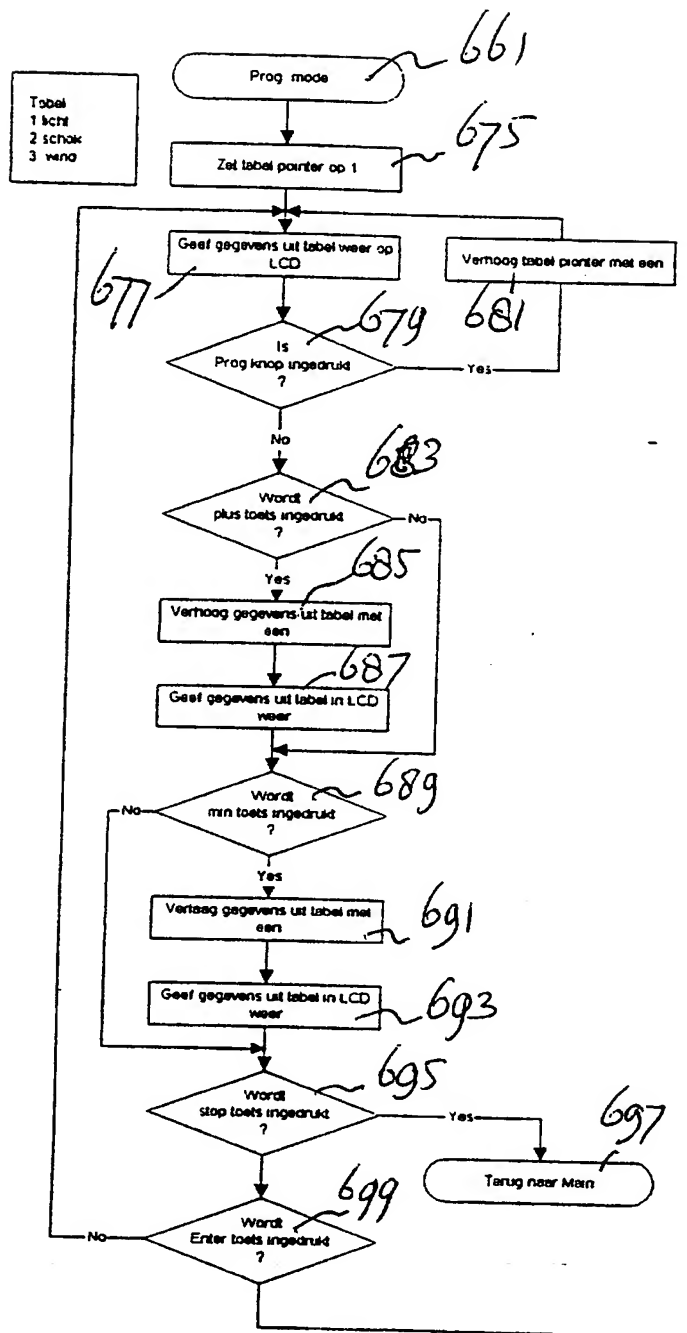 661
Prog mode
Tabel
1 licht
2 schok
3 wind
675
Zet tabel pointer op 1
Geef gegevens uit tabel weer op
LCD
677
Verhoog tabel pionter met een
681
679
Is
Prog knop ingedrukt
?
Yes
No
683
Wordt
plus toets ingedrukt
?
No
Yes
685
Verhoog gegevens uit tabel met
een
687
Geef gegevens uit tabel in LCD
weer
689
Wordt
min toets ingedrukt
?
No
Yes
Verlaag gegevens uit tabel met
een
691
Geef gegevens uit tabel in LCD
weer
693
695
Wordt
stop toets ingedrukt
?
Yes
697
Terug naar Main
699
Wordt
Enter toets ingedrukt
?
No